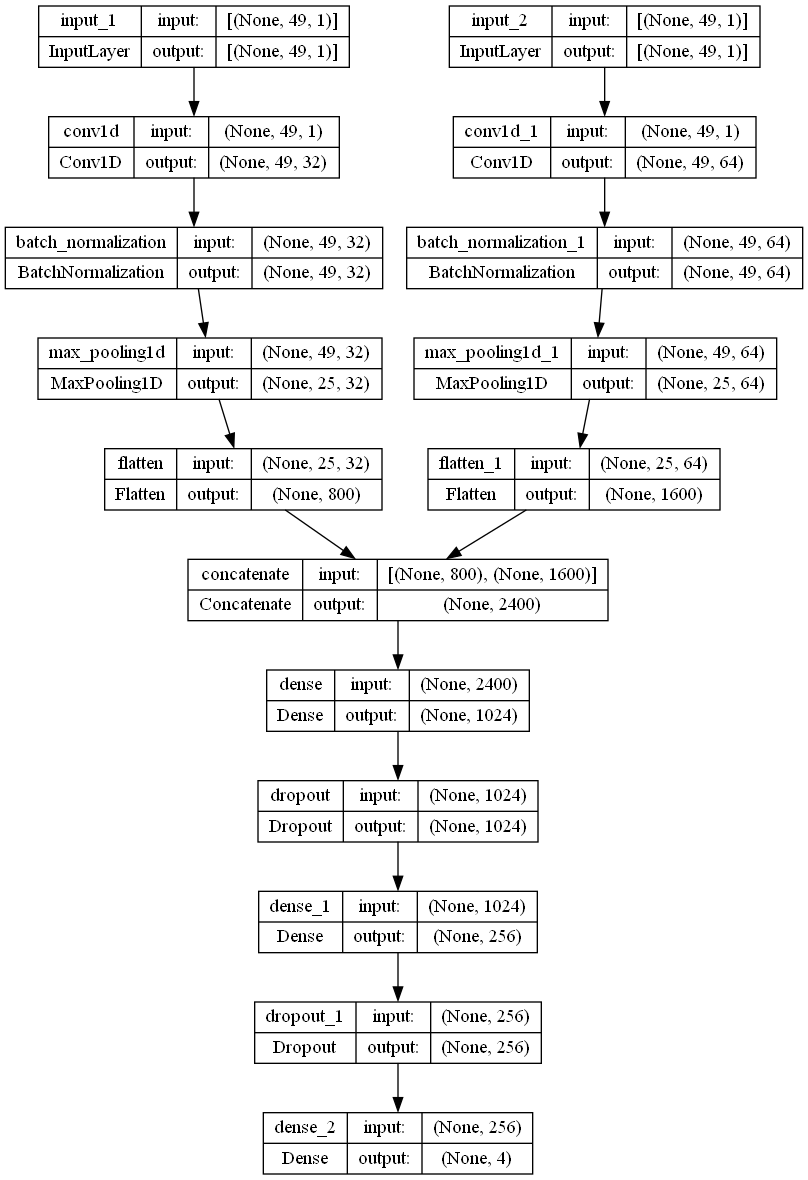 input_1 input: [(None, 49, 1)]
InputLayer output: [(None, 49, 1)]
input_2 input: [(None, 49, 1)]
InputLayer output: [(None, 49, 1)]
conv1d input: (None, 49, 1)
Conv1D output: (None, 49, 32)
conv1d_1 input: (None, 49, 1)
Conv1D output: (None, 49, 64)
batch_normalization input: (None, 49, 32)
BatchNormalization output: (None, 49, 32)
batch_normalization_1 input: (None, 49, 64)
BatchNormalization output: (None, 49, 64)
max_pooling1d input: (None, 49, 32)
MaxPooling1D output: (None, 25, 32)
max_pooling1d_1 input: (None, 49, 64)
MaxPooling1D output: (None, 25, 64)
flatten input: (None, 25, 32)
Flatten output: (None, 800)
flatten_1 input: (None, 25, 64)
Flatten output: (None, 1600)
concatenate input: [(None, 800), (None, 1600)]
Concatenate output: (None, 2400)
dense input: (None, 2400)
Dense output: (None, 1024)
dropout input: (None, 1024)
Dropout output: (None, 1024)
dense_1 input: (None, 1024)
Dense output: (None, 256)
dropout_1 input: (None, 256)
Dropout output: (None, 256)
dense_2 input: (None, 256)
Dense output: (None, 4)